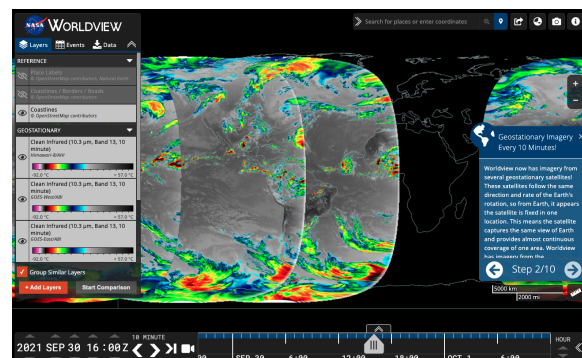 NASA WORLDVIEW
Search for places or enter coordinates
Layers Events Data
REFERENCE
Place Labels
© OpenStreetMap contributors, Natural Earth
Coastlines / Borders / Roads
© OpenStreetMap contributors
Coastlines
© OpenStreetMap contributors
GEOSTATIONARY
Clean Infrared (10.3 μm, Band 13, 10
minute)
Himawari-8/AHI
-92.0 °C > 57.0 °C
Clean Infrared (10.3 μm, Band 13, 10
minute)
GOES-West/ABI
-92.0 °C > 57.0 °C
Clean Infrared (10.3 μm, Band 13, 10
minute)
GOES-East/ABI
-92.0 °C > 57.0 °C
Group Similar Layers
+ Add Layers Start Comparison
Geostationary Imagery
Every 10 Minutes!
Worldview now has imagery from
several geostationary satellites!
These satellites follow the same
direction and rate of the Earth's
rotation, so from Earth, it appears
the satellite is fixed in one
location. This means the satellite
captures the same view of Earth
and provides almost continuous
coverage of one area. Worldview
has imagery from the
Step 2/10
5000 km
2000 mi
2021 SEP 30 16:00Z
10 MINUTE
SEP 30 6:00 12:00 18:00 OCT 1 6:00
HOUR